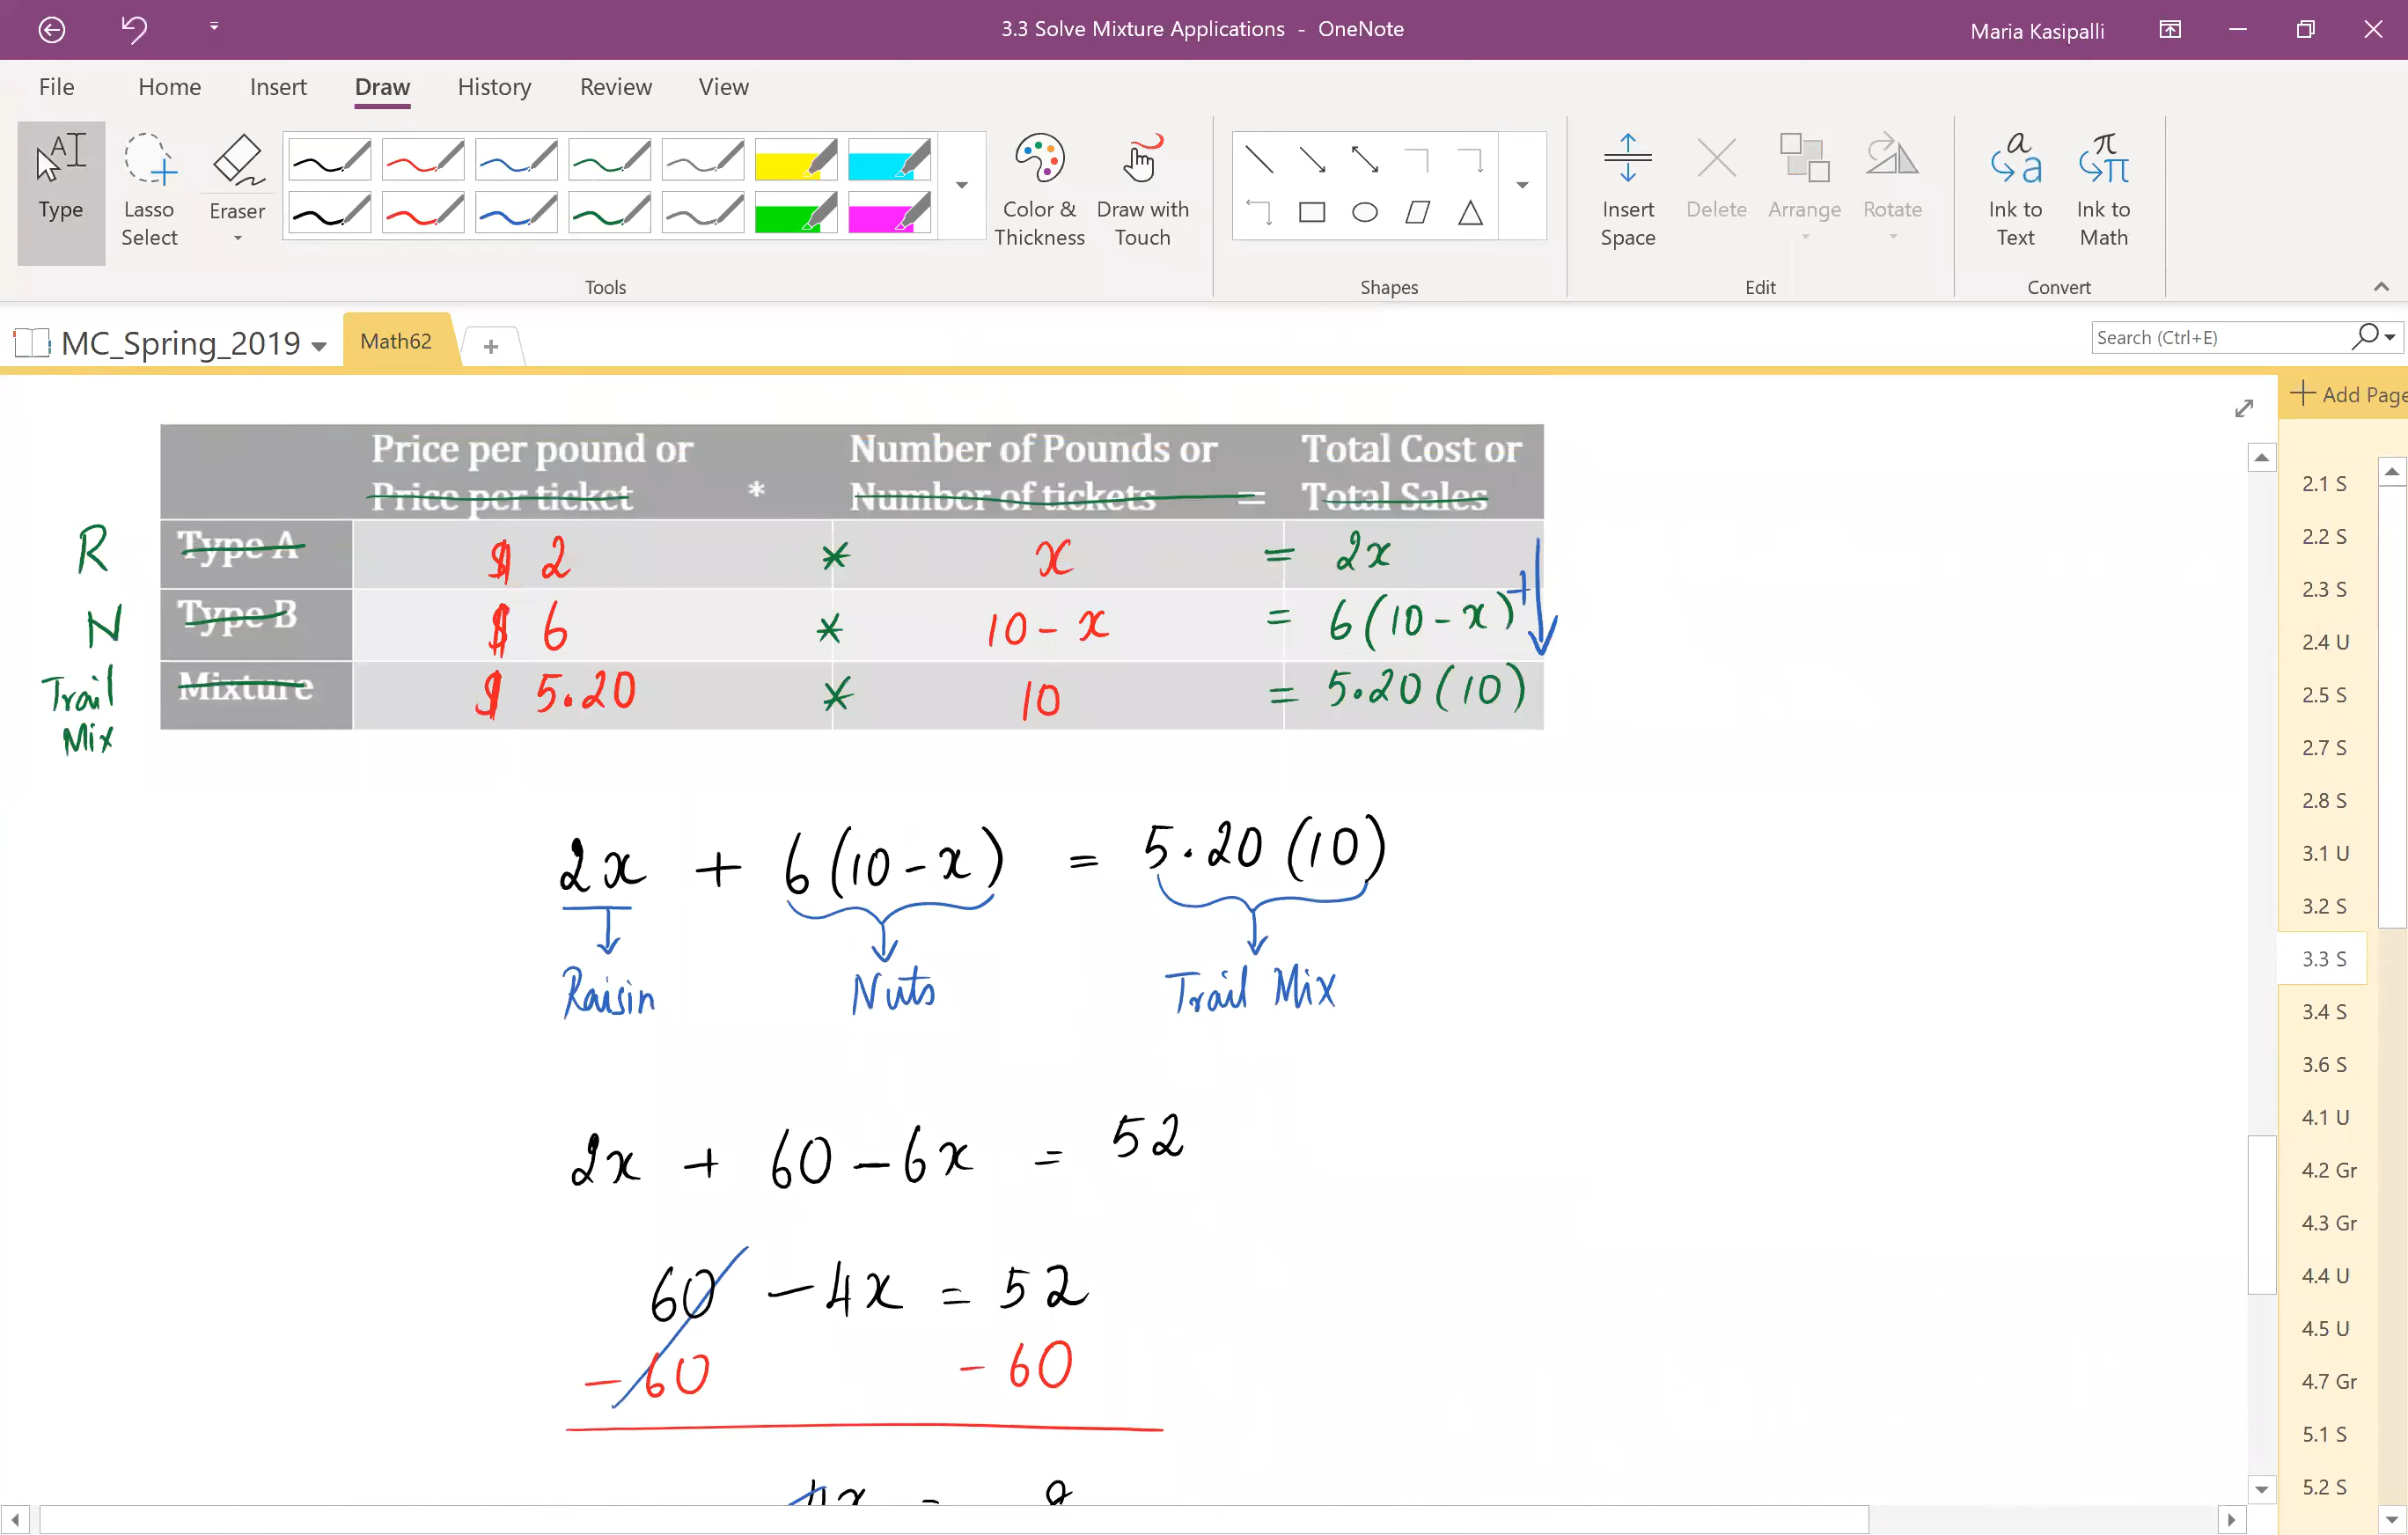 3.3 Solve Mixture Applications - OneNote
Maria Kasipalli
File Home Insert Draw History Review View
Type
Lasso Select
Eraser
Color & Thickness
Draw with Touch
Insert Space
Delete
Arrange
Rotate
Ink to Text
Ink to Math
Tools
Shapes
Edit
Convert
MC_Spring_2019
Math62
Search (Ctrl+E)
Add Page
Price per pound or Number of Pounds or Total Cost or
Price per ticket * Number of tickets = Total Sales
R Type A $ 2 * x = 2x
N Type B $ 6 * 10 - x = 6(10 - x) +
Trail Mix Mixture $ 5.20 * 10 = 5.20(10)
2x + 6(10 - x) = 5.20(10)
Raisin Nuts Trail Mix
2x + 60 - 6x = 52
60 - 4x = 52
- 60 - 60
2.1 S
2.2 S
2.3 S
2.4 U
2.5 S
2.7 S
2.8 S
3.1 U
3.2 S
3.3 S
3.4 S
3.6 S
4.1 U
4.2 Gr
4.3 Gr
4.4 U
4.5 U
4.7 Gr
5.1 S
5.2 S